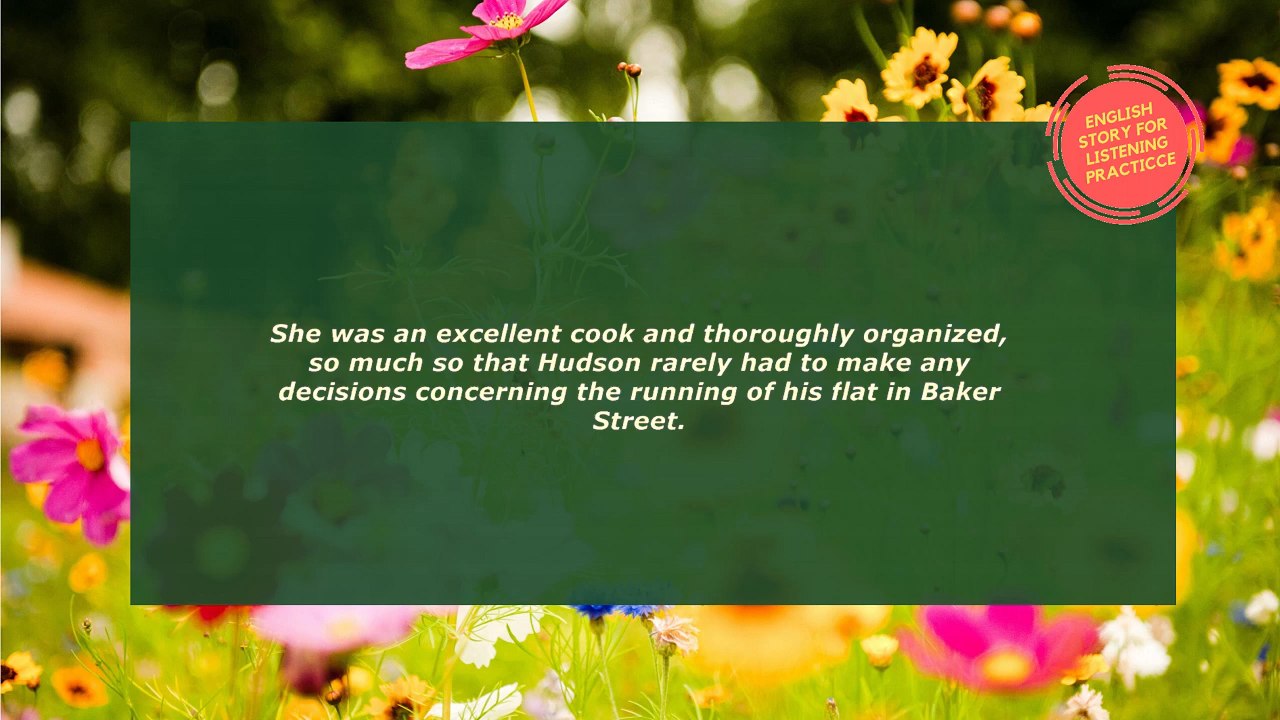 ENGLISH
STORY FOR
LISTENING
PRACTICCE
She was an excellent cook and thoroughly organized,
so much so that Hudson rarely had to make any
decisions concerning the running of his flat in Baker
Street.